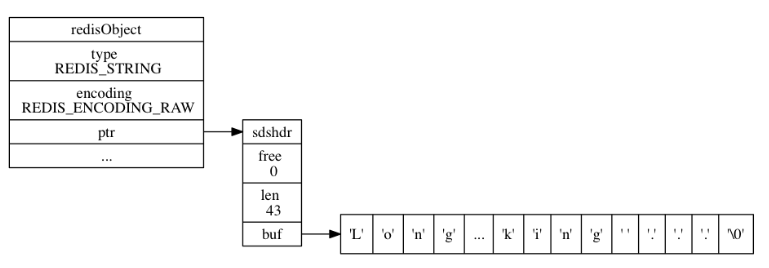 redisObject
type
REDIS_STRING
encoding
REDIS_ENCODING_RAW
ptr
...
sdshdr
free
0
len
43
buf
'L' 'o' 'n' 'g' ... 'k' 'i' 'n' 'g' ' ' '.' '.' '.' '\0'